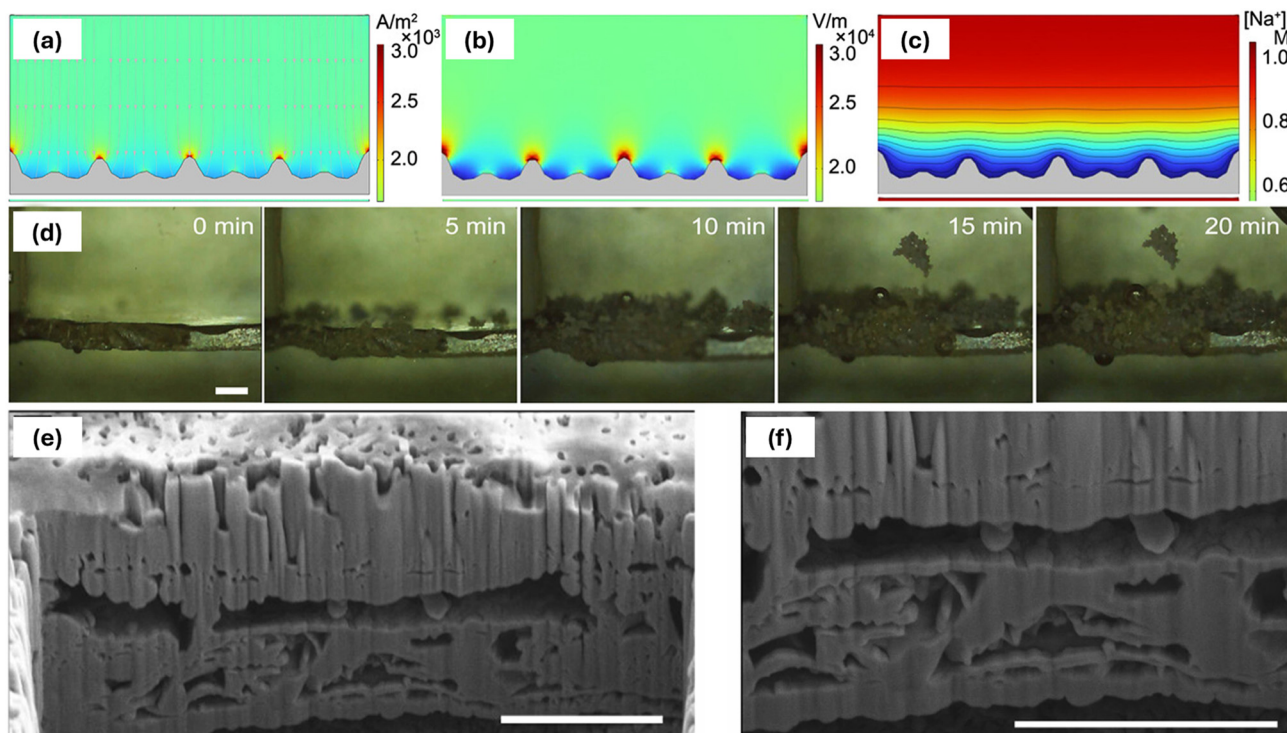 (a)
A/m²
×10³
3.0
2.5
2.0
(b)
V/m
×10⁴
3.0
2.5
2.0
(c)
[Na⁺]
M
1.0
0.8
0.6
(d)
0 min
5 min
10 min
15 min
20 min
(e)
(f)